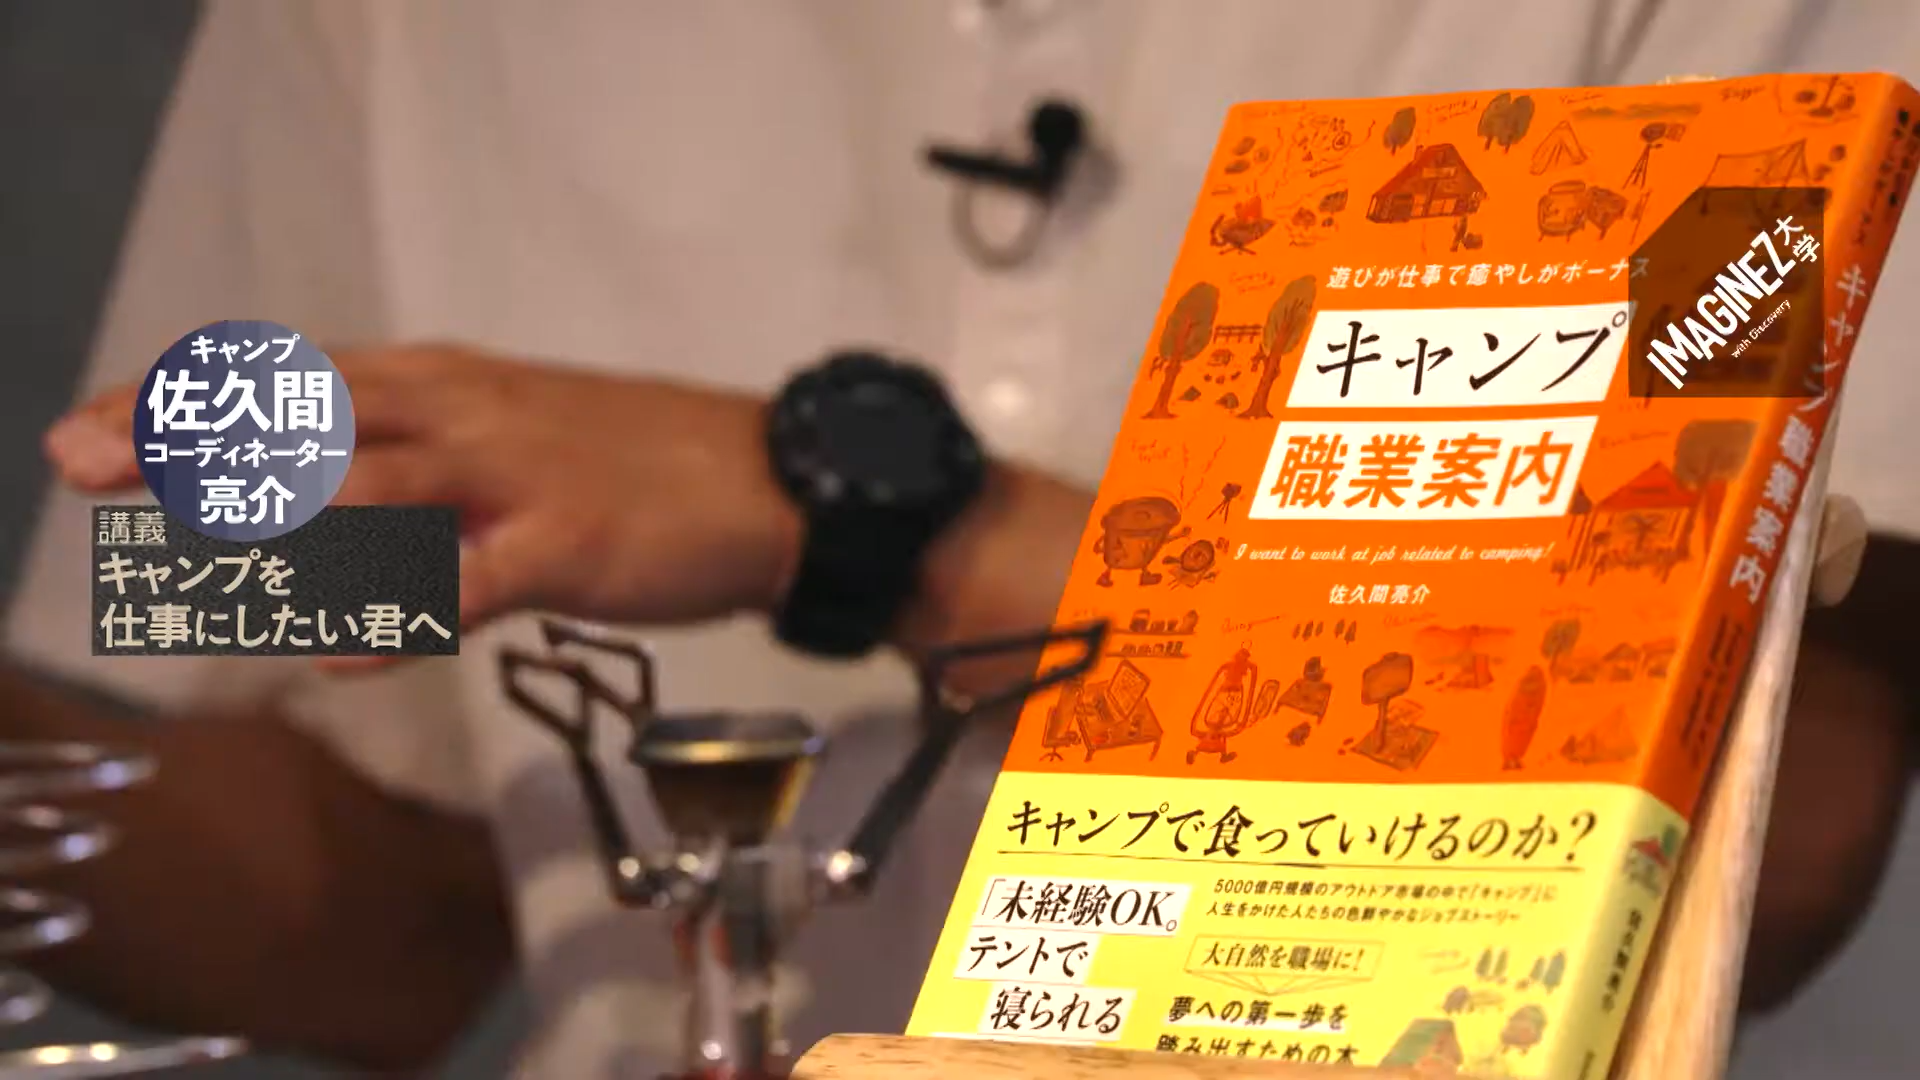 キャンプ
佐久間
コーディネーター
亮介
講義
キャンプを
仕事にしたい君へ
IMAGINEZ大学
with Discovery
遊びが仕事で癒やしがボーナス
キャンプ
職業案内
I want to work at job related to camping!
佐久間亮介
キャンプ職業案内
キャンプで食っていけるのか?
5000億円規模のアウトドア市場の中で「キャンプ」に
人生をかけた人たちの色鮮やかなジョブストーリー
「未経験OK。
テントで
寝られる
大自然を職場に!
夢への第一歩を
踏み出すための本